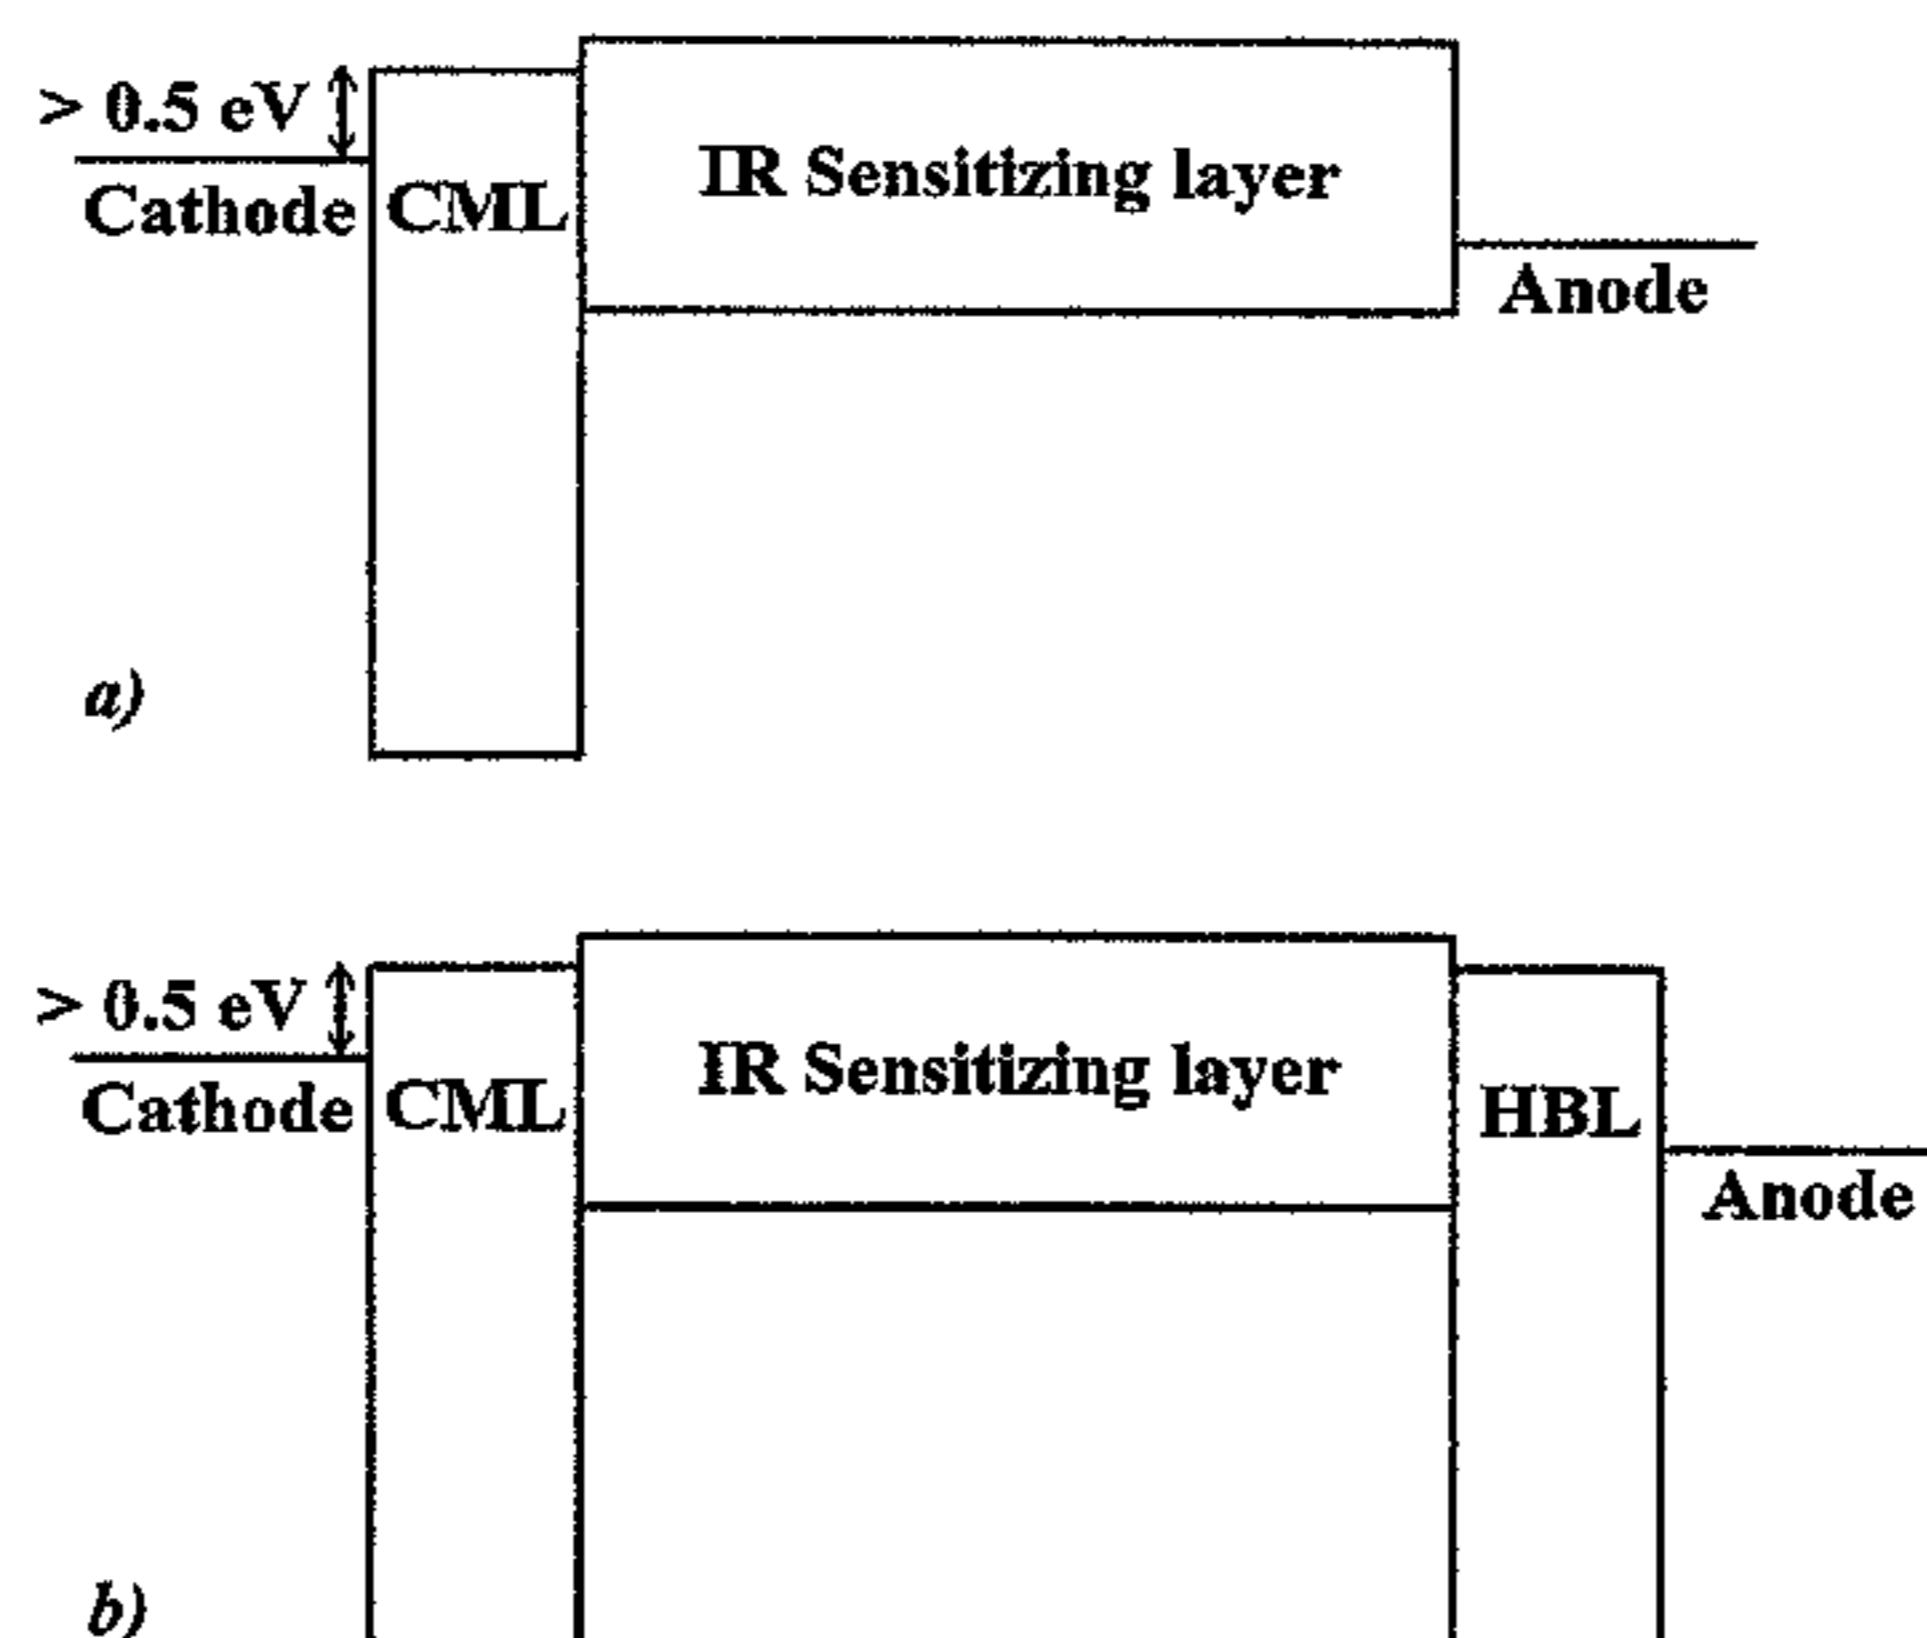 > 0.5 eV
Cathode
CML
IR Sensitizing layer
Anode
a)
> 0.5 eV
Cathode
CML
IR Sensitizing layer
HBL
Anode
b)